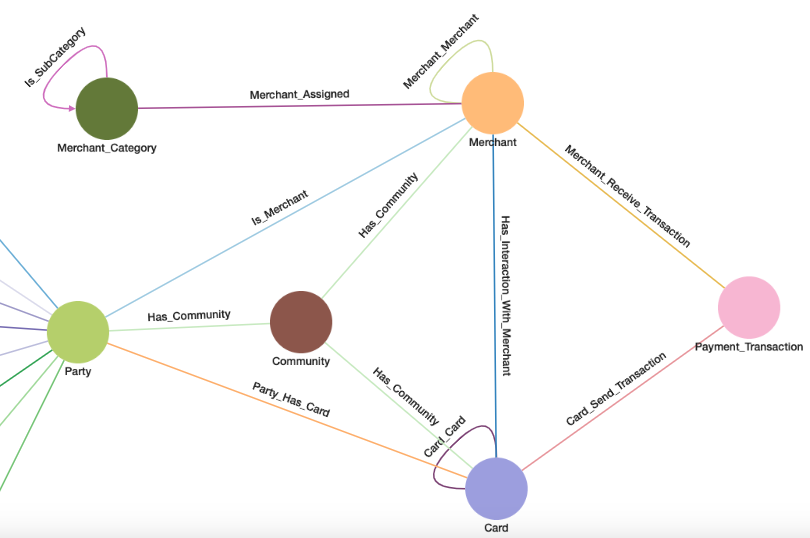 Is_SubCategory
Merchant_Category
Merchant_Assigned
Merchant_Merchant
Merchant
Is_Merchant
Has_Community
Merchant_Receive_Transaction
Has_Interaction_With_Merchant
Has_Community
Party
Community
Payment_Transaction
Party_Has_Card
Has_Community
Card_Card
Card_Send_Transaction
Card